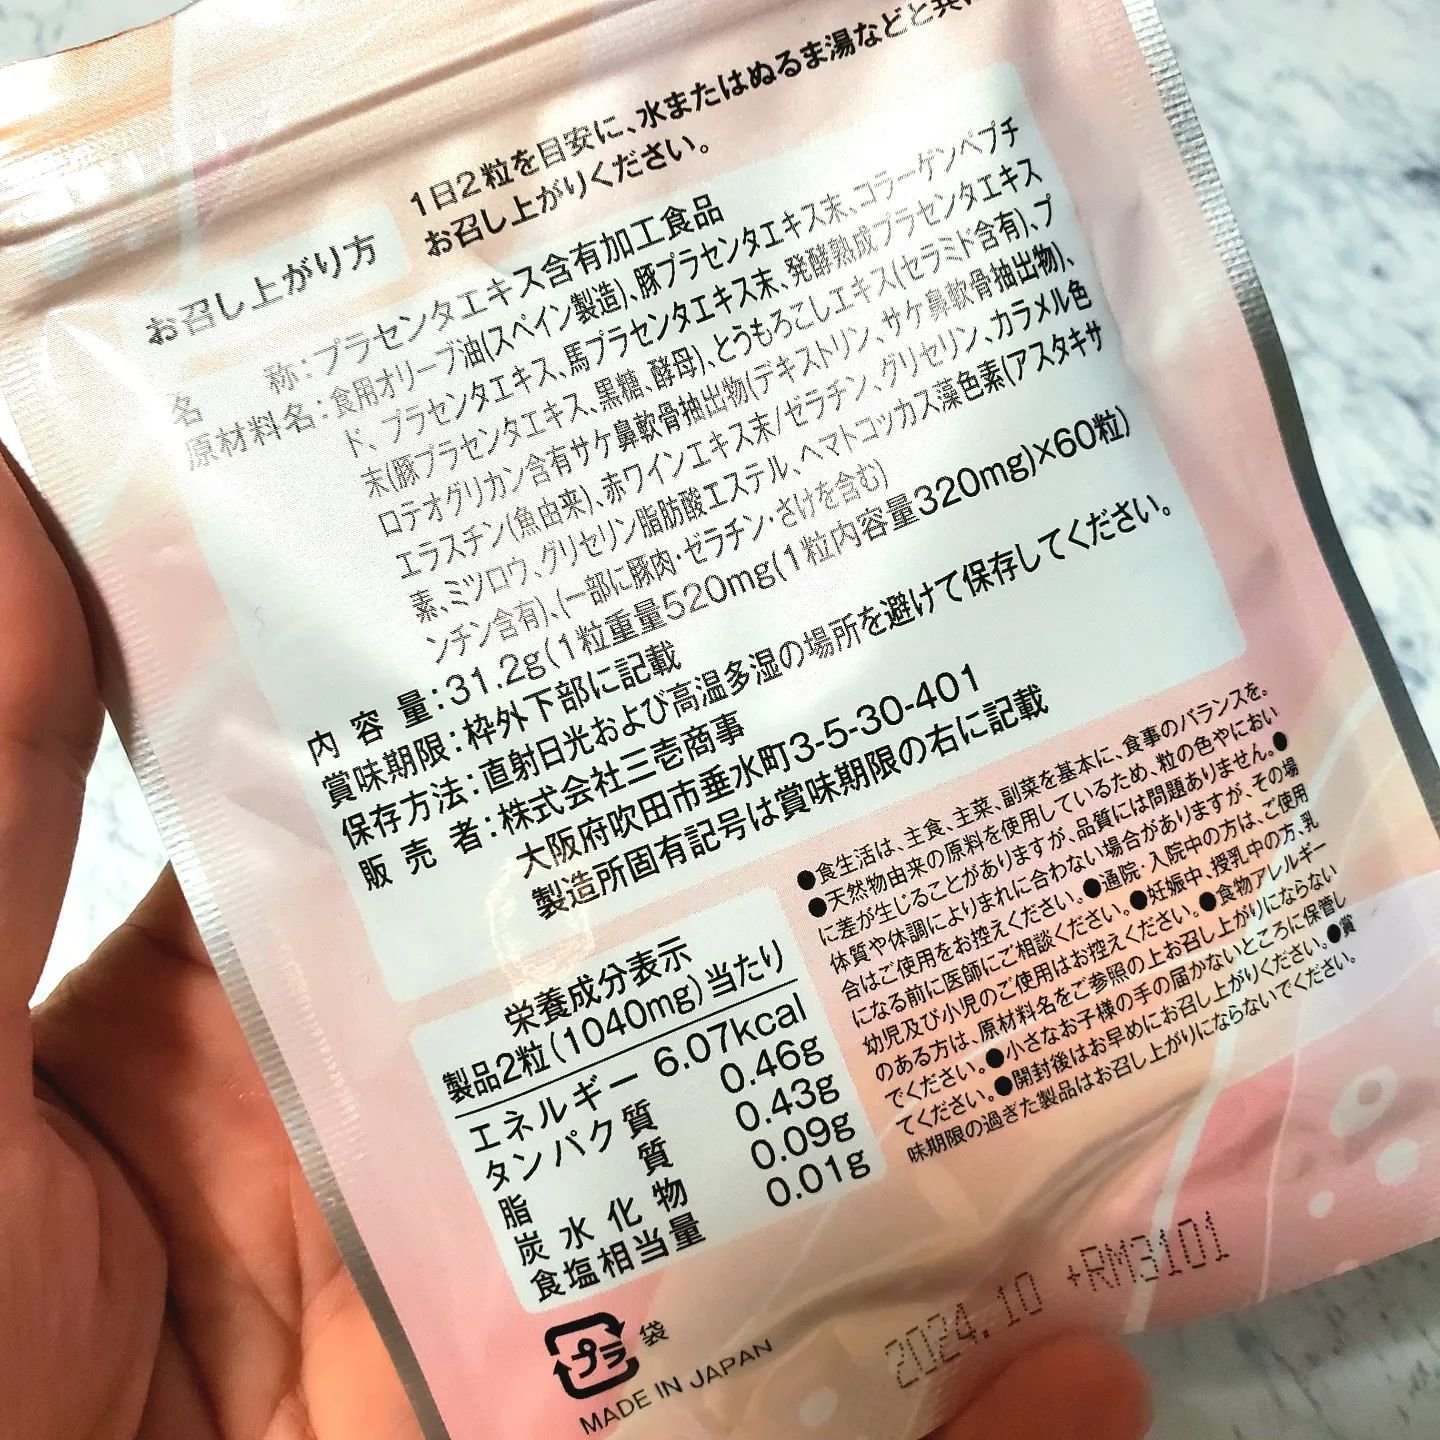 お召し上がり方
1日2粒を目安に、水またはぬるま湯などと共に
お召し上がりください。
名称:プラセンタエキス含有加工食品
原材料名:食用オリーブ油(スペイン製造)、豚プラセンタエキス末、コラーゲンペプチ
ド、プラセンタエキス、馬プラセンタエキス末、発酵熟成プラセンタエキス
末(豚プラセンタエキス、黒糖、酵母)、とうもろこしエキス(セラミド含有)、プ
ロテオグリカン含有サケ鼻軟骨抽出物(デキストリン、サケ鼻軟骨抽出物)、
エラスチン(魚由来)、赤ワインエキス末/ゼラチン、グリセリン、カラメル色
素、ミツロウ、グリセリン脂肪酸エステル、ヘマトコッカス藻色素(アスタキサ
ンチン含有)、(一部に豚肉・ゼラチン・さけを含む)
内容量:31.2g(1粒重量520mg(1粒内容量320mg)×60粒)
賞味期限:枠外下部に記載
保存方法:直射日光および高温多湿の場所を避けて保存してください。
販売者:株式会社三壱商事
大阪府吹田市垂水町3-5-30-401
製造所固有記号は賞味期限の右に記載
栄養成分表示
製品2粒(1040mg)当たり
エネルギー 6.07kcal
タンパク質 0.46g
脂質 0.43g
炭水化物 0.09g
食塩相当量 0.01g
●食生活は、主食、主菜、副菜を基本に、食事のバランスを。
●天然物由来の原料を使用しているため、粒の色やにおい
に差が生じることがありますが、品質には問題ありません。●
体質や体調によりまれに合わない場合がありますが、その場
合はご使用をお控えください。●通院・入院中の方は、ご使用
になる前に医師にご相談ください。●妊娠中、授乳中の方、乳
幼児及び小児のご使用はお控えください。●食物アレルギー
のある方は、原材料名をご参照の上お召し上がりにならない
でください。●小さなお子様の手の届かないところに保管し
てください。●開封後はお早めにお召し上がりください。●賞
味期限の過ぎた製品はお召し上がりにならないでください。
プラ 袋
MADE IN JAPAN
2024.10 +RM3101